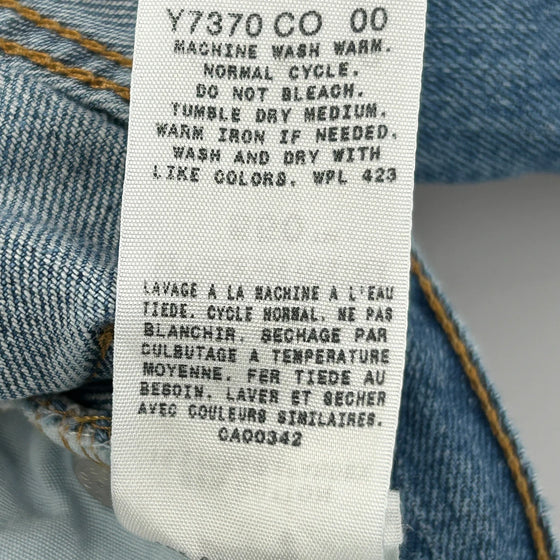 Y7370 CO 00
MACHINE WASH WARM.
NORMAL CYCLE.
DO NOT BLEACH.
TUMBLE DRY MEDIUM.
WARM IRON IF NEEDED.
WASH AND DRY WITH
LIKE COLORS. WPL 423
LAVAGE A LA MACHINE A L'EAU
TIEDE. CYCLE NORMAL. NE PAS
BLANCHIR. SECHAGE PAR
CULBUTAGE A TEMPERATURE
MOYENNE. FER TIEDE AU
BESOIN. LAVER ET SECHER
AVEC COULEURS SIMILAIRES.
CA00342